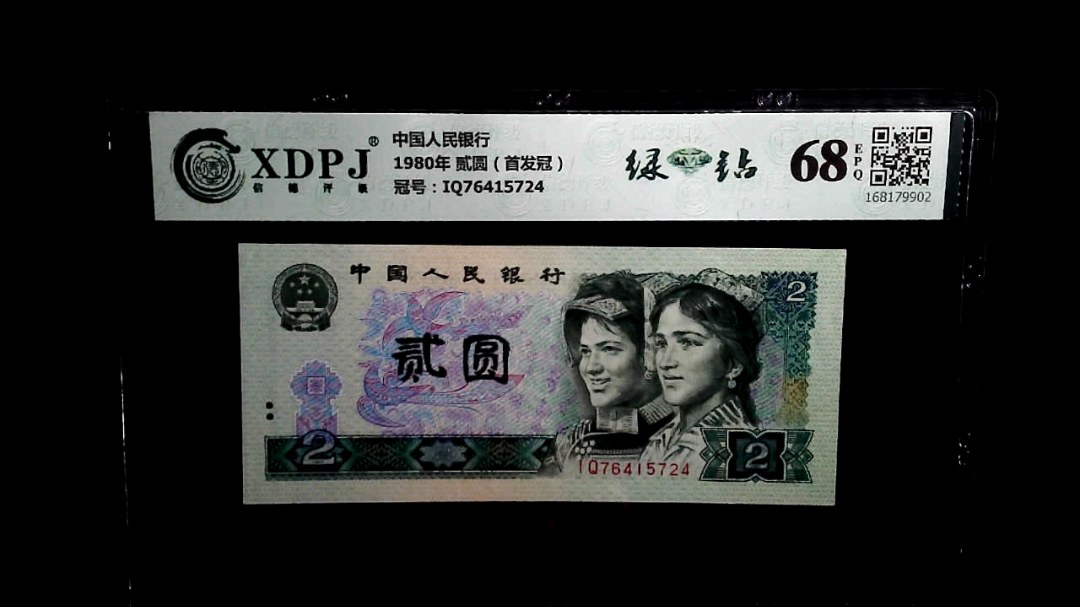 XDPJ®
信德评级
中国人民银行
1980年 贰圆（首发冠）
冠号：IQ76415724
绿钻
68
EPQ
168179902
中国人民银行
贰圆
2
2
2
IQ76415724